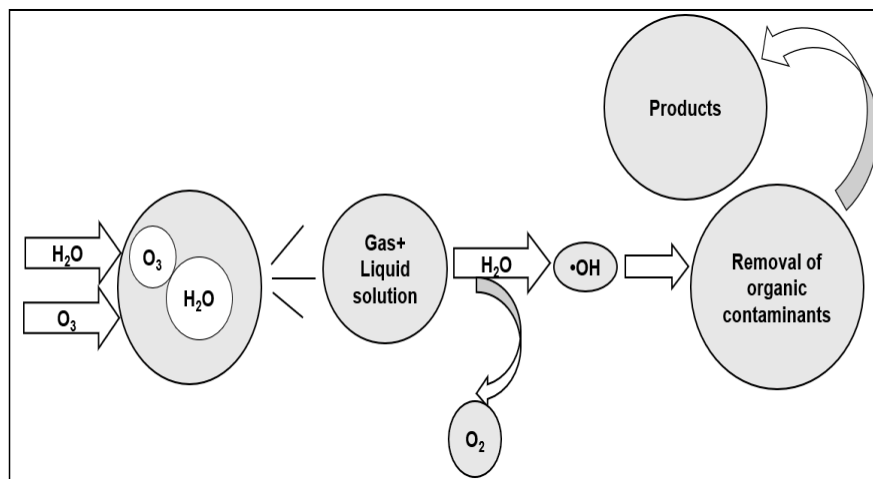 Products
H₂O
O₃
O₃
H₂O
Gas+
Liquid
solution
H₂O
•OH
Removal of
organic
contaminants
O₂